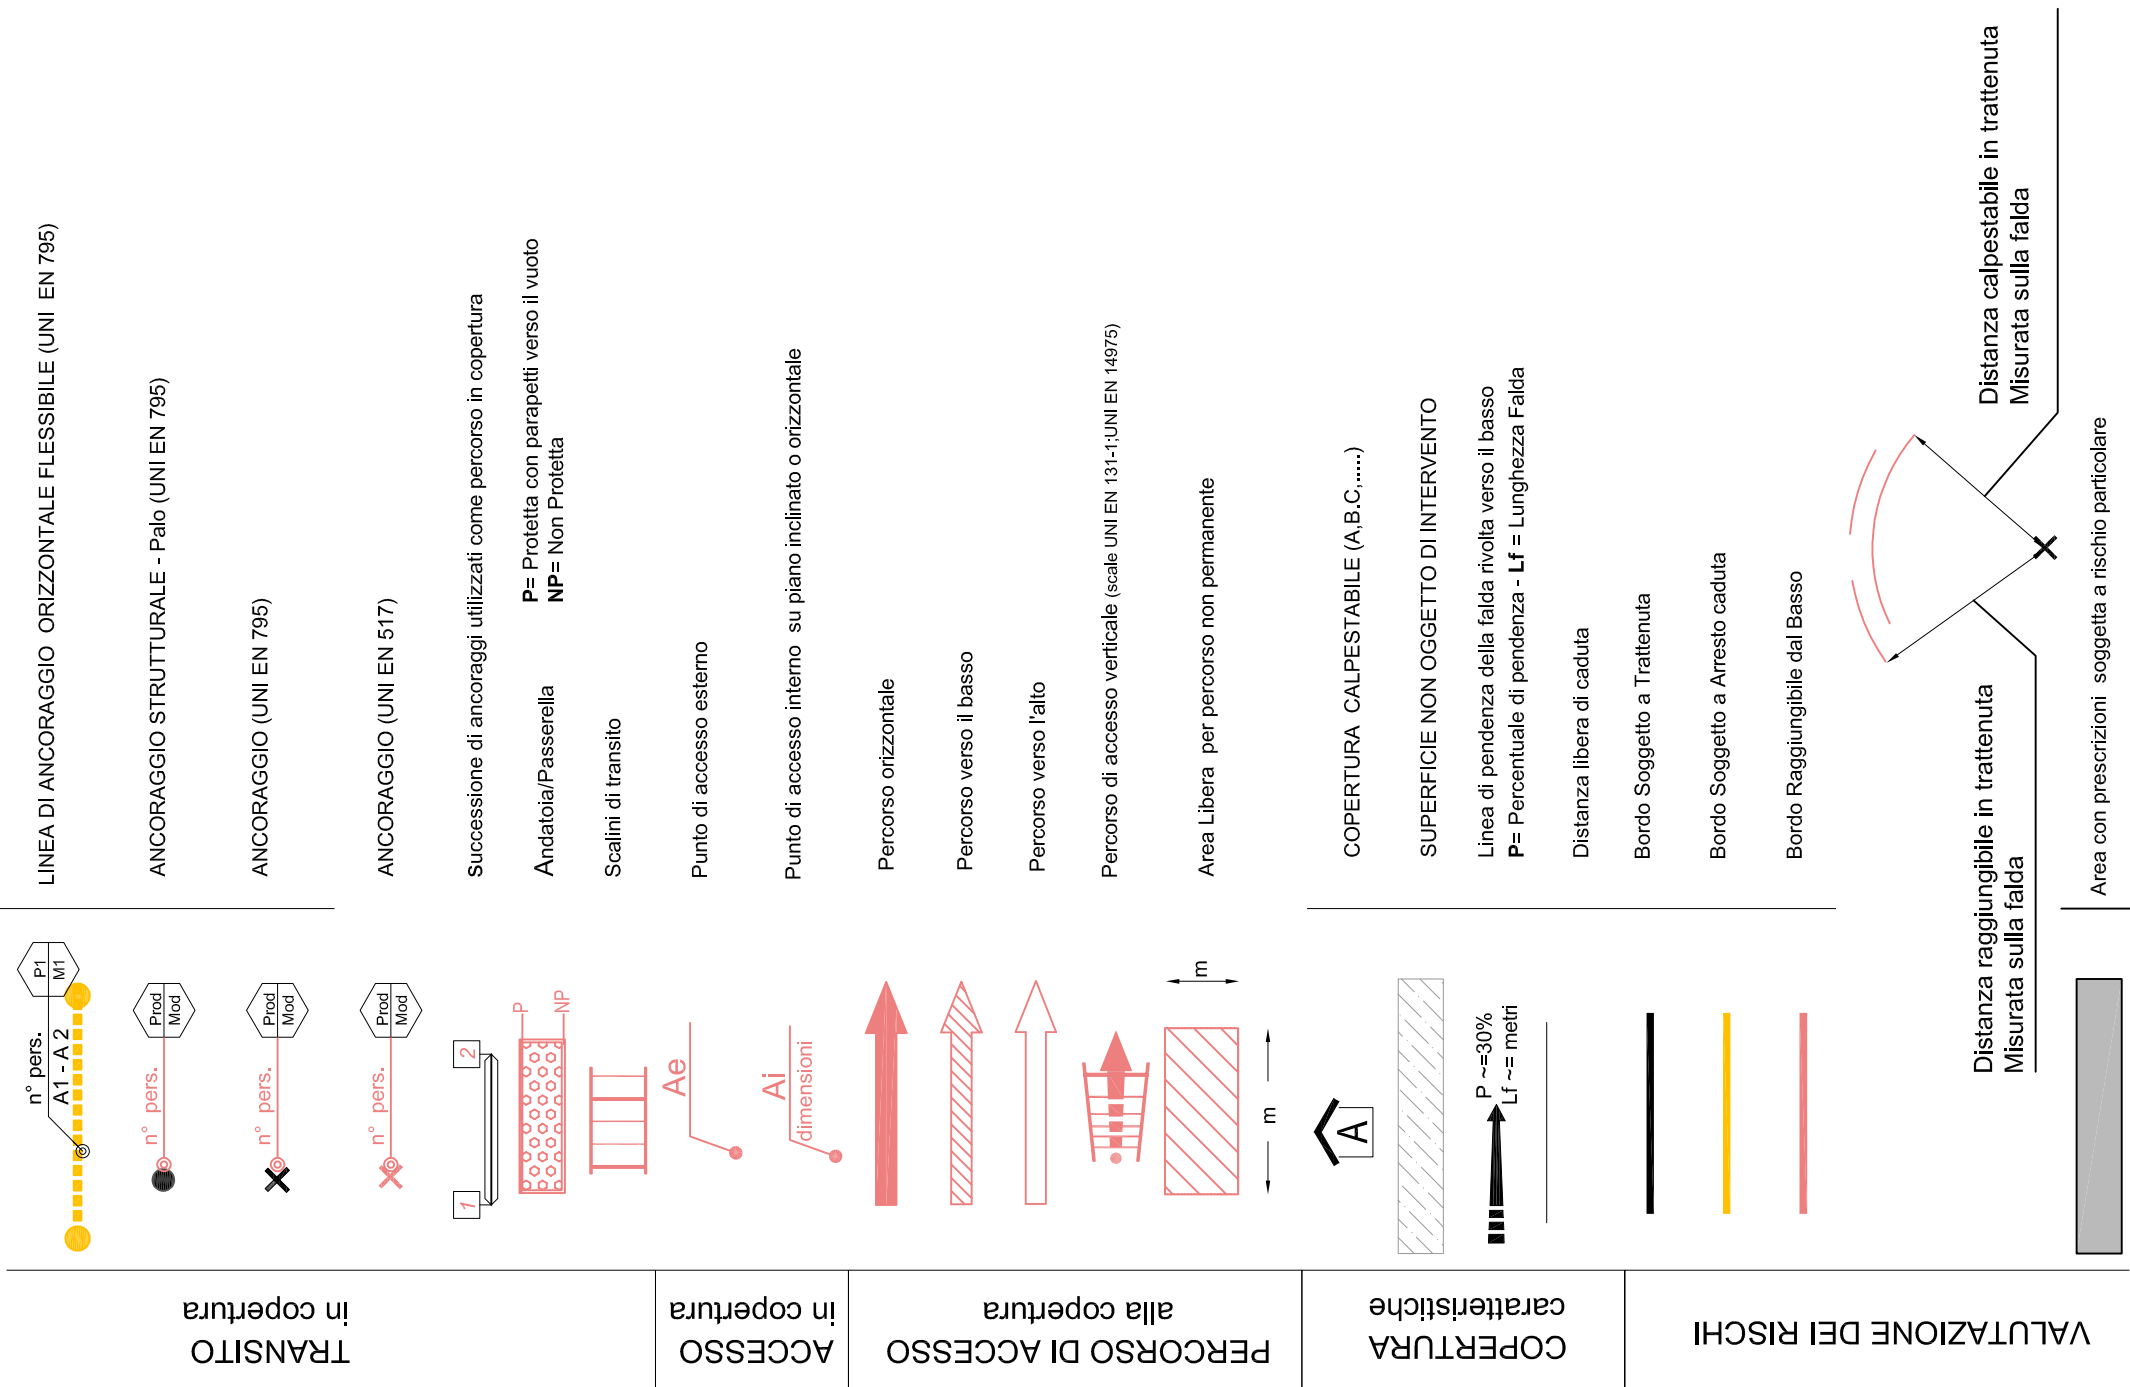 TRANSITO
in copertura
n° pers.
A1 - A 2
P1
M1
LINEA DI ANCORAGGIO ORIZZONTALE FLESSIBILE (UNI EN 795)
n° pers.
Prod
Mod
ANCORAGGIO STRUTTURALE - Palo (UNI EN 795)
n° pers.
Prod
Mod
ANCORAGGIO (UNI EN 795)
n° pers.
Prod
Mod
ANCORAGGIO (UNI EN 517)
1
2
Successione di ancoraggi utilizzati come percorso in copertura
P
NP
Andatoia/Passerella
P= Protetta con parapetti verso il vuoto
NP= Non Protetta
Scalini di transito
ACCESSO
in copertura
Ae
Punto di accesso esterno
Ai
dimensioni
Punto di accesso interno su piano inclinato o orizzontale
PERCORSO DI ACCESSO
alla copertura
Percorso orizzontale
Percorso verso il basso
Percorso verso l'alto
Percorso di accesso verticale (scale UNI EN 131-1;UNI EN 14975)
m
m
Area Libera per percorso non permanente
COPERTURA
caratteristiche
A
COPERTURA CALPESTABILE (A,B.C,.....)
SUPERFICIE NON OGGETTO DI INTERVENTO
P ~=30%
Lf ~= metri
Linea di pendenza della falda rivolta verso il basso
P= Percentuale di pendenza - Lf = Lunghezza Falda
Distanza libera di caduta
VALUTAZIONE DEI RISCHI
Bordo Soggetto a Trattenuta
Bordo Soggetto a Arresto caduta
Bordo Raggiungibile dal Basso
Distanza raggiungibile in trattenuta
Misurata sulla falda
Distanza calpestabile in trattenuta
Misurata sulla falda
Area con prescrizioni soggetta a rischio particolare